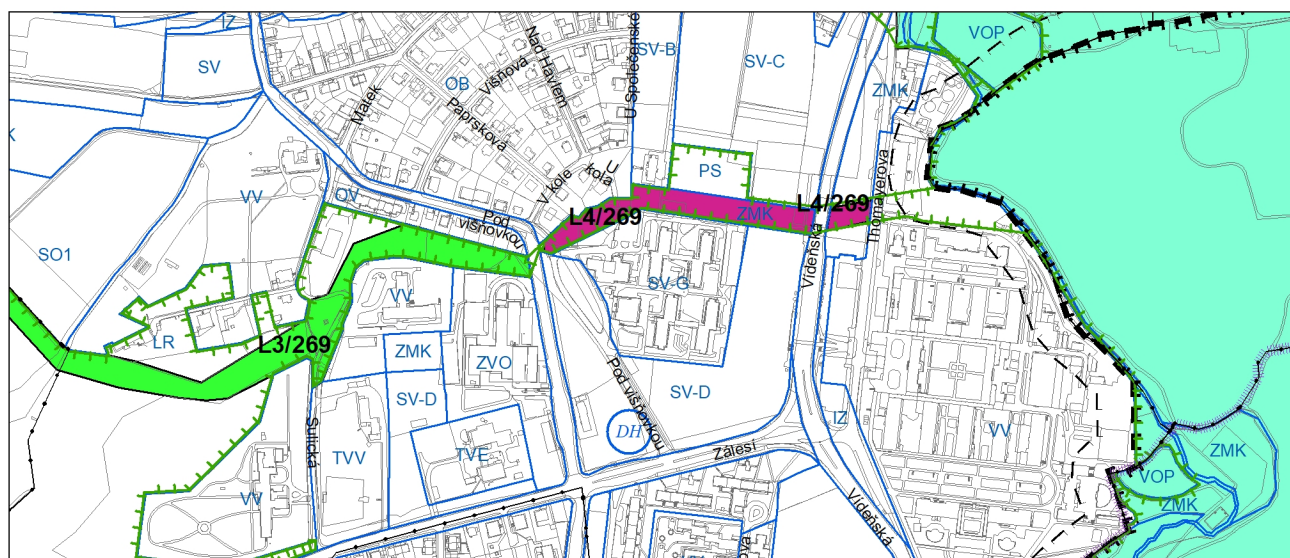 IZ
SV
OB
Matek
Višňová
Nad Havlem
Paprsková
U Společenské
SV-B
SV-C
ZMK
VOP
K
VV
OV
SO1
V kole
U
kola
PS
ZMK
Thomayerova
L4/269
L4/269
Pod
višňovkou
Vídeňská
SV-G
VV
LR
L3/269
ZMK
ZVO
SV-D
Pod višňovkou
SV-D
IZ
DH
Zálesí
VV
Sulická
TVV
TVE
VV
Vídeňská
VOP
ZMK
ZMK